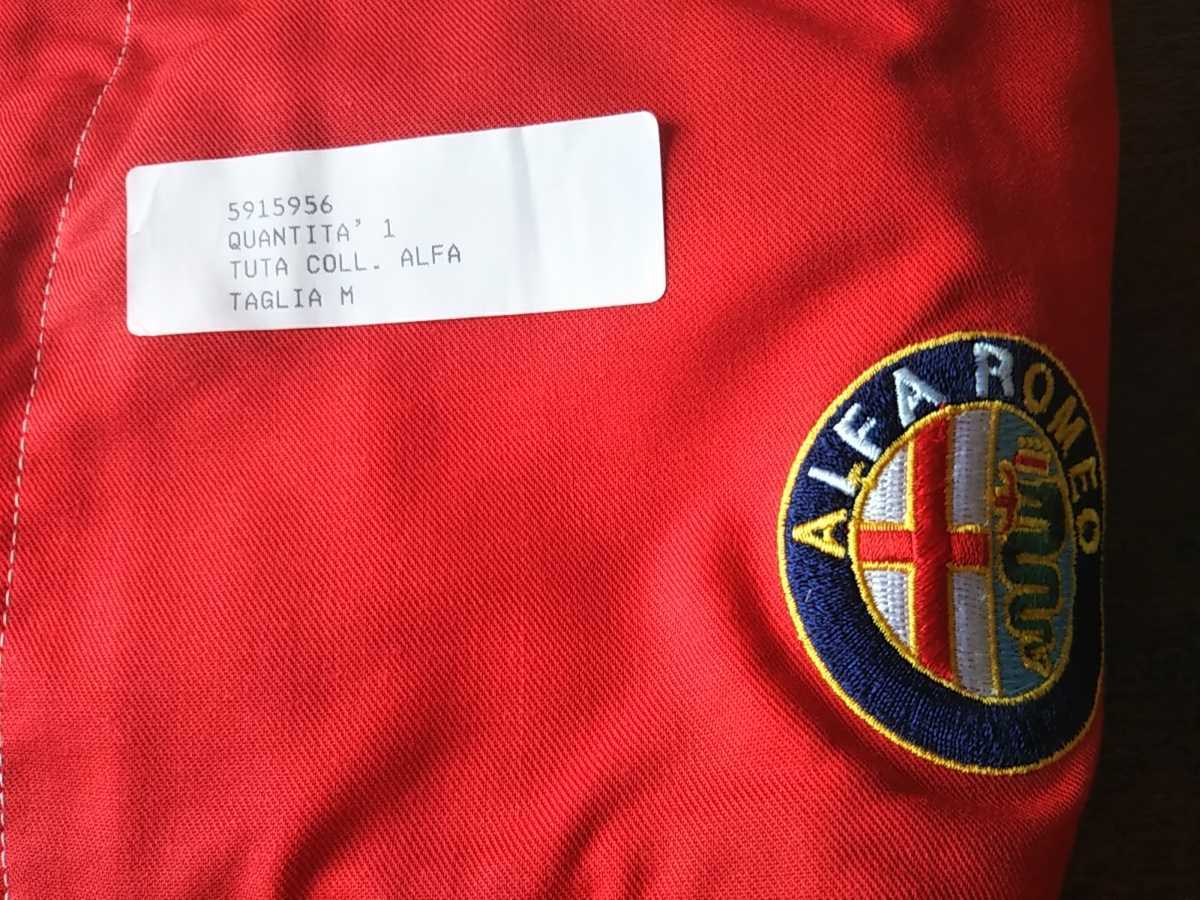 5915956
QUANTITA' 1
TUTA COLL. ALFA
TAGLIA M
ALFA ROMEO